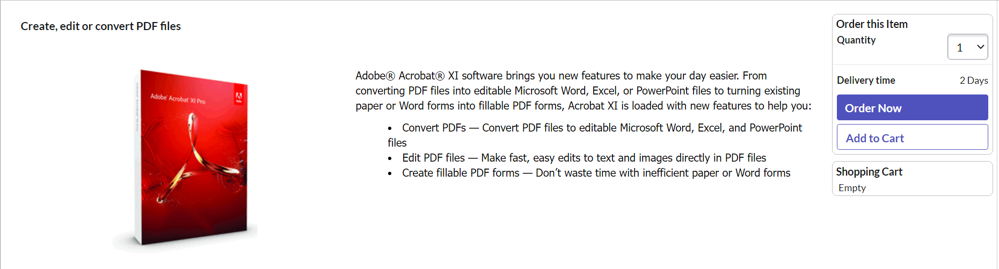 Create, edit or convert PDF files
Adobe® Acrobat® XI Pro
Adobe
Adobe® Acrobat® XI software brings you new features to make your day easier. From
converting PDF files into editable Microsoft Word, Excel, or PowerPoint files to turning existing
paper or Word forms into fillable PDF forms, Acrobat XI is loaded with new features to help you:
• Convert PDFs — Convert PDF files to editable Microsoft Word, Excel, and PowerPoint
files
• Edit PDF files — Make fast, easy edits to text and images directly in PDF files
• Create fillable PDF forms — Don’t waste time with inefficient paper or Word forms
Order this Item
Quantity
1
Delivery time 2 Days
Order Now
Add to Cart
Shopping Cart
Empty